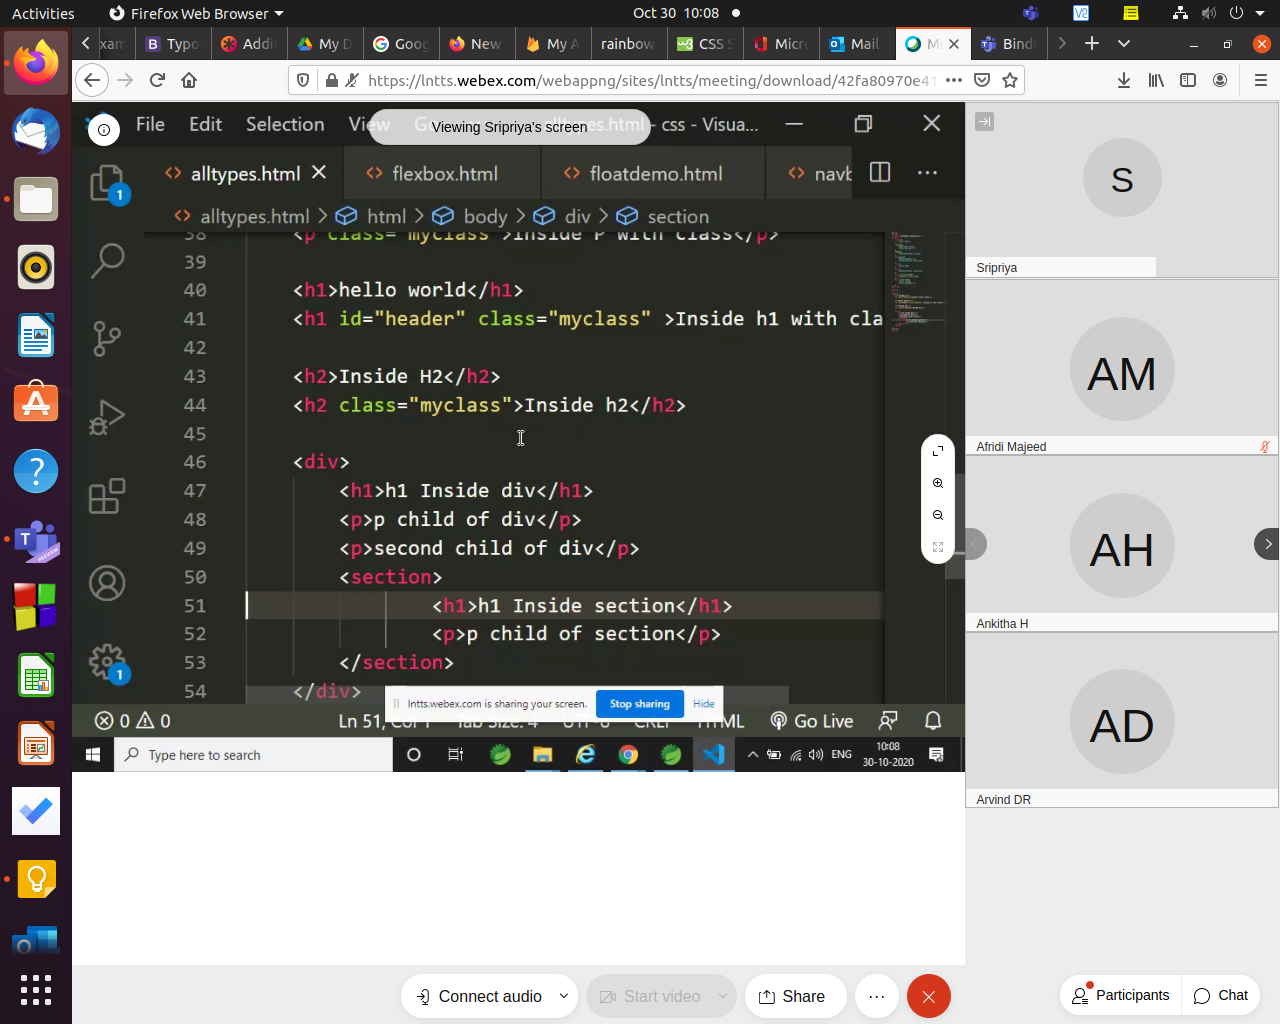 Activities
Firefox Web Browser
Oct 30 10:08
Typo
Addi
My D
Goog
New
My A
rainbow
CSS S
Micro
Mail
M
Bind
https://lntts.webex.com/webappng/sites/lntts/meeting/download/42fa80970e41
File Edit Selection View
Viewing Sripriya's screen
- css - Visua...
alltypes.html
flexbox.html
floatdemo.html
navb
alltypes.html > html > body > div > section
38 <p class="myclass">Inside P with class</p>
39
40 <h1>hello world</h1>
41 <h1 id="header" class="myclass" >Inside h1 with cla
42
43 <h2>Inside H2</h2>
44 <h2 class="myclass">Inside h2</h2>
45
46 <div>
47 <h1>h1 Inside div</h1>
48 <p>p child of div</p>
49 <p>second child of div</p>
50 <section>
51 <h1>h1 Inside section</h1>
52 <p>p child of section</p>
53 </section>
54 </div>
lntts.webex.com is sharing your screen.
Stop sharing
Hide
0 0
Ln 51, Col 1
Tab Size: 4
UTF-8
CRLF
HTML
Go Live
Type here to search
ENG
10:08
30-10-2020
S
Sripriya
AM
Afridi Majeed
AH
Ankitha H
AD
Arvind DR
Connect audio
Start video
Share
Participants
Chat